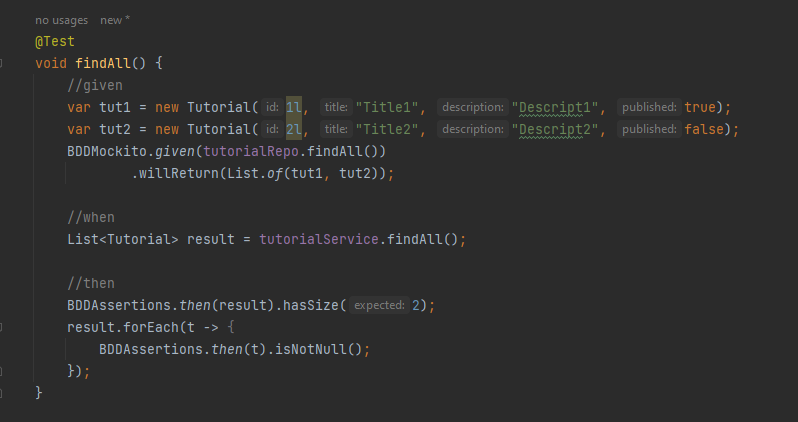 no usages   new *
@Test
void findAll() {
    //given
    var tut1 = new Tutorial( id: 1l,  title: "Title1",  description: "Descript1",  published: true);
    var tut2 = new Tutorial( id: 2l,  title: "Title2",  description: "Descript2",  published: false);
    BDDMockito.given(tutorialRepo.findAll())
            .willReturn(List.of(tut1, tut2));

    //when
    List<Tutorial> result = tutorialService.findAll();

    //then
    BDDAssertions.then(result).hasSize( expected: 2);
    result.forEach(t -> {
        BDDAssertions.then(t).isNotNull();
    });
}